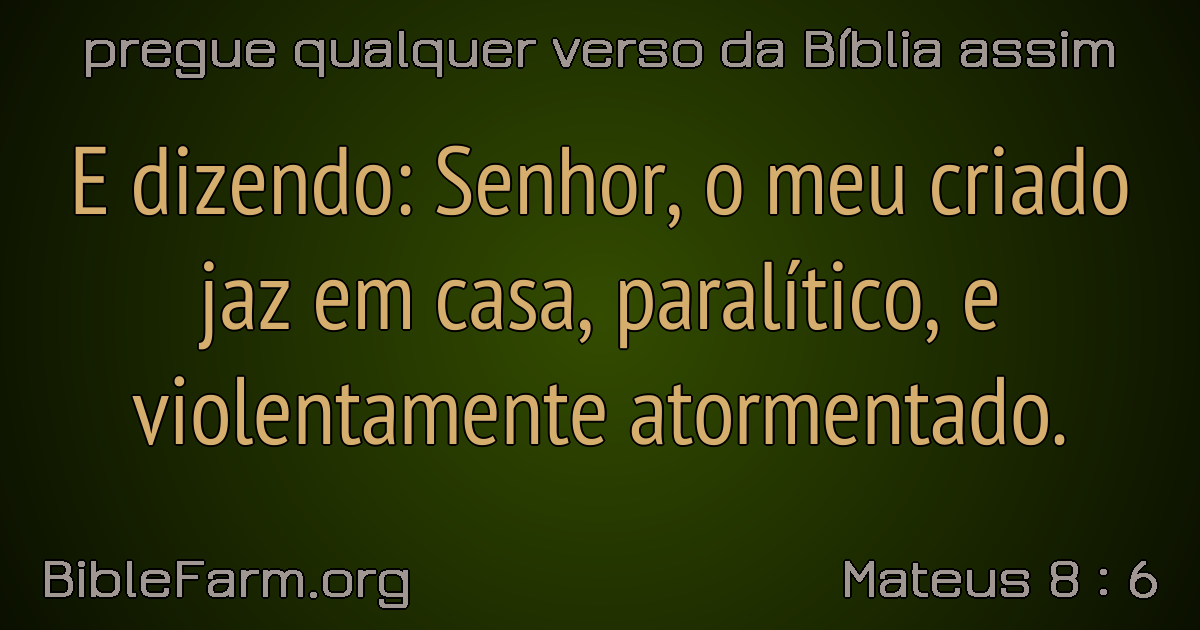 pregue qualquer verso da Bíblia assim
E dizendo: Senhor, o meu criado
jaz em casa, paralítico, e
violentamente atormentado.
BibleFarm.org
Mateus 8 : 6